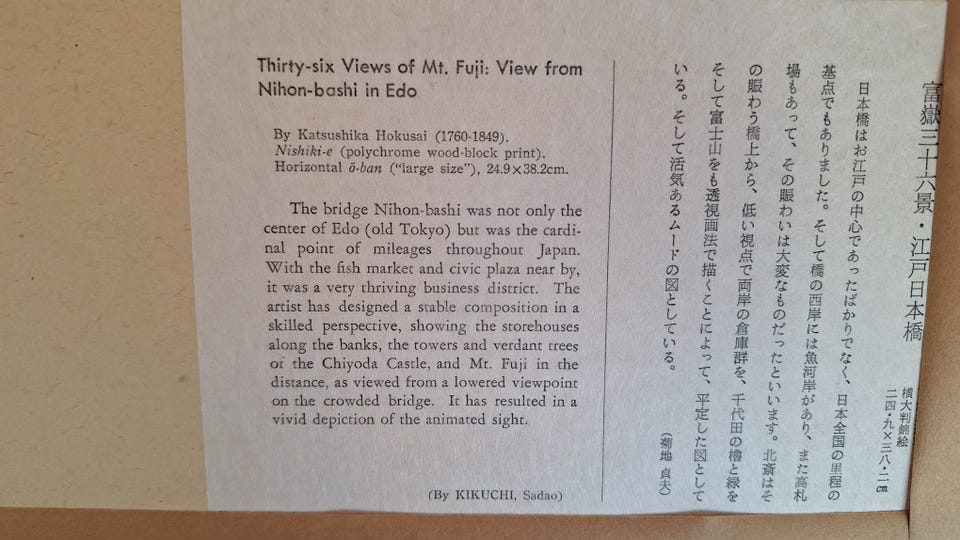 Thirty-six Views of Mt. Fuji: View from
Nihon-bashi in Edo
By Katsushika Hokusai (1760-1849).
Nishiki-e (polychrome wood-block print).
Horizontal ō-ban (“large size”), 24.9×38.2cm.
The bridge Nihon-bashi was not only the
center of Edo (old Tokyo) but was the cardi-
nal point of mileages throughout Japan.
With the fish market and civic plaza near by,
it was a very thriving business district. The
artist has designed a stable composition in a
skilled perspective, showing the storehouses
along the banks, the towers and verdant trees
of the Chiyoda Castle, and Mt. Fuji in the
distance, as viewed from a lowered viewpoint
on the crowded bridge. It has resulted in a
vivid depiction of the animated sight.
(By KIKUCHI, Sadao)
富嶽三十六景・江戸日本橋
横大判錦絵
二四・九×三八・二cm
日本橋はお江戸の中心であったばかりでなく、日本全国の里程の
基点でもありました。そして橋の西岸には魚河岸があり、また高札
場もあって、その賑わいは大変なものだったといいます。北斎はそ
の賑わう橋上から、低い視点で両岸の倉庫群を、千代田の櫓と緑を
そして富士山をも透視画法で描くことによって、平定した図として
いる。そして活気あるムードの図としている。
（菊地 貞夫）